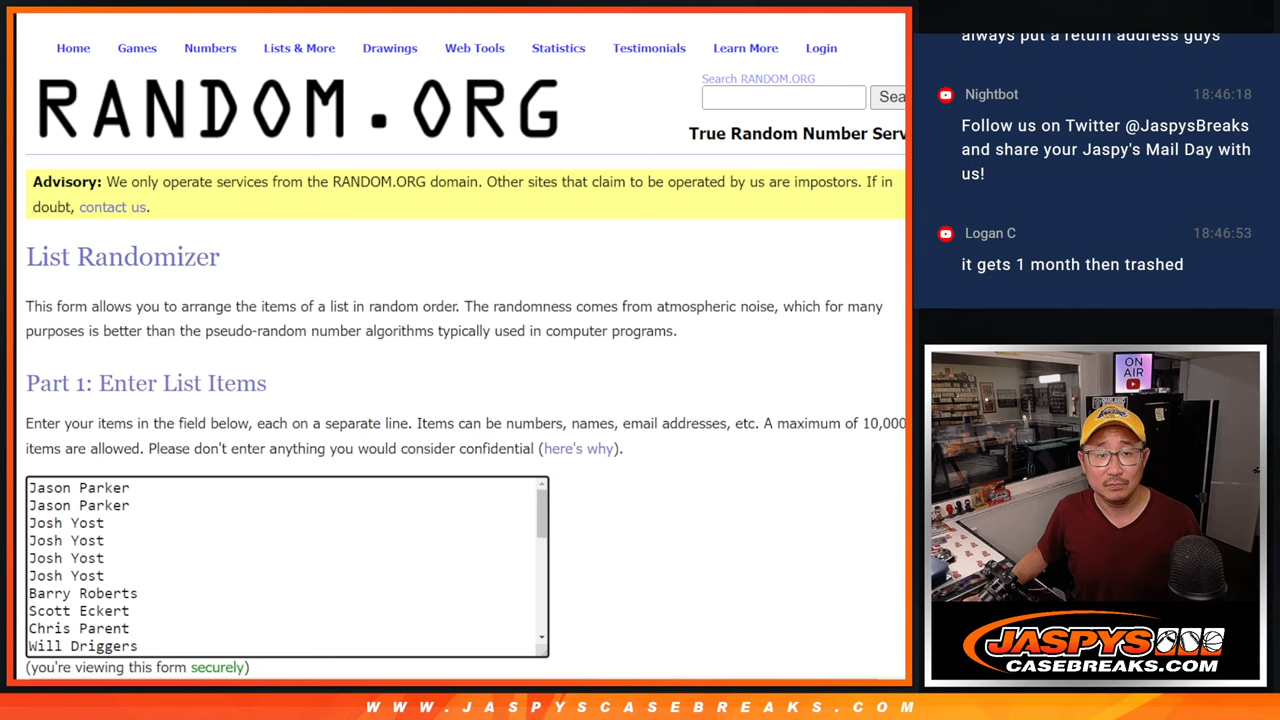 Home Games Numbers Lists & More Drawings Web Tools Statistics Testimonials Learn More Login
RANDOM.ORG
Search RANDOM.ORG
Sea
True Random Number Serv
Advisory: We only operate services from the RANDOM.ORG domain. Other sites that claim to be operated by us are impostors. If in
doubt, contact us.
List Randomizer
This form allows you to arrange the items of a list in random order. The randomness comes from atmospheric noise, which for many
purposes is better than the pseudo-random number algorithms typically used in computer programs.
Part 1: Enter List Items
Enter your items in the field below, each on a separate line. Items can be numbers, names, email addresses, etc. A maximum of 10,000
items are allowed. Please don't enter anything you would consider confidential (here's why).
Jason Parker
Jason Parker
Josh Yost
Josh Yost
Josh Yost
Josh Yost
Barry Roberts
Scott Eckert
Chris Parent
Will Driggers
(you're viewing this form securely)
always put a return address guys
Nightbot 18:46:18
Follow us on Twitter @JaspysBreaks
and share your Jaspy's Mail Day with
us!
Logan C 18:46:53
it gets 1 month then trashed
ON
AIR
JASPYS
CASEBREAKS.COM
WWW.JASPYSCASEBREAKS.COM